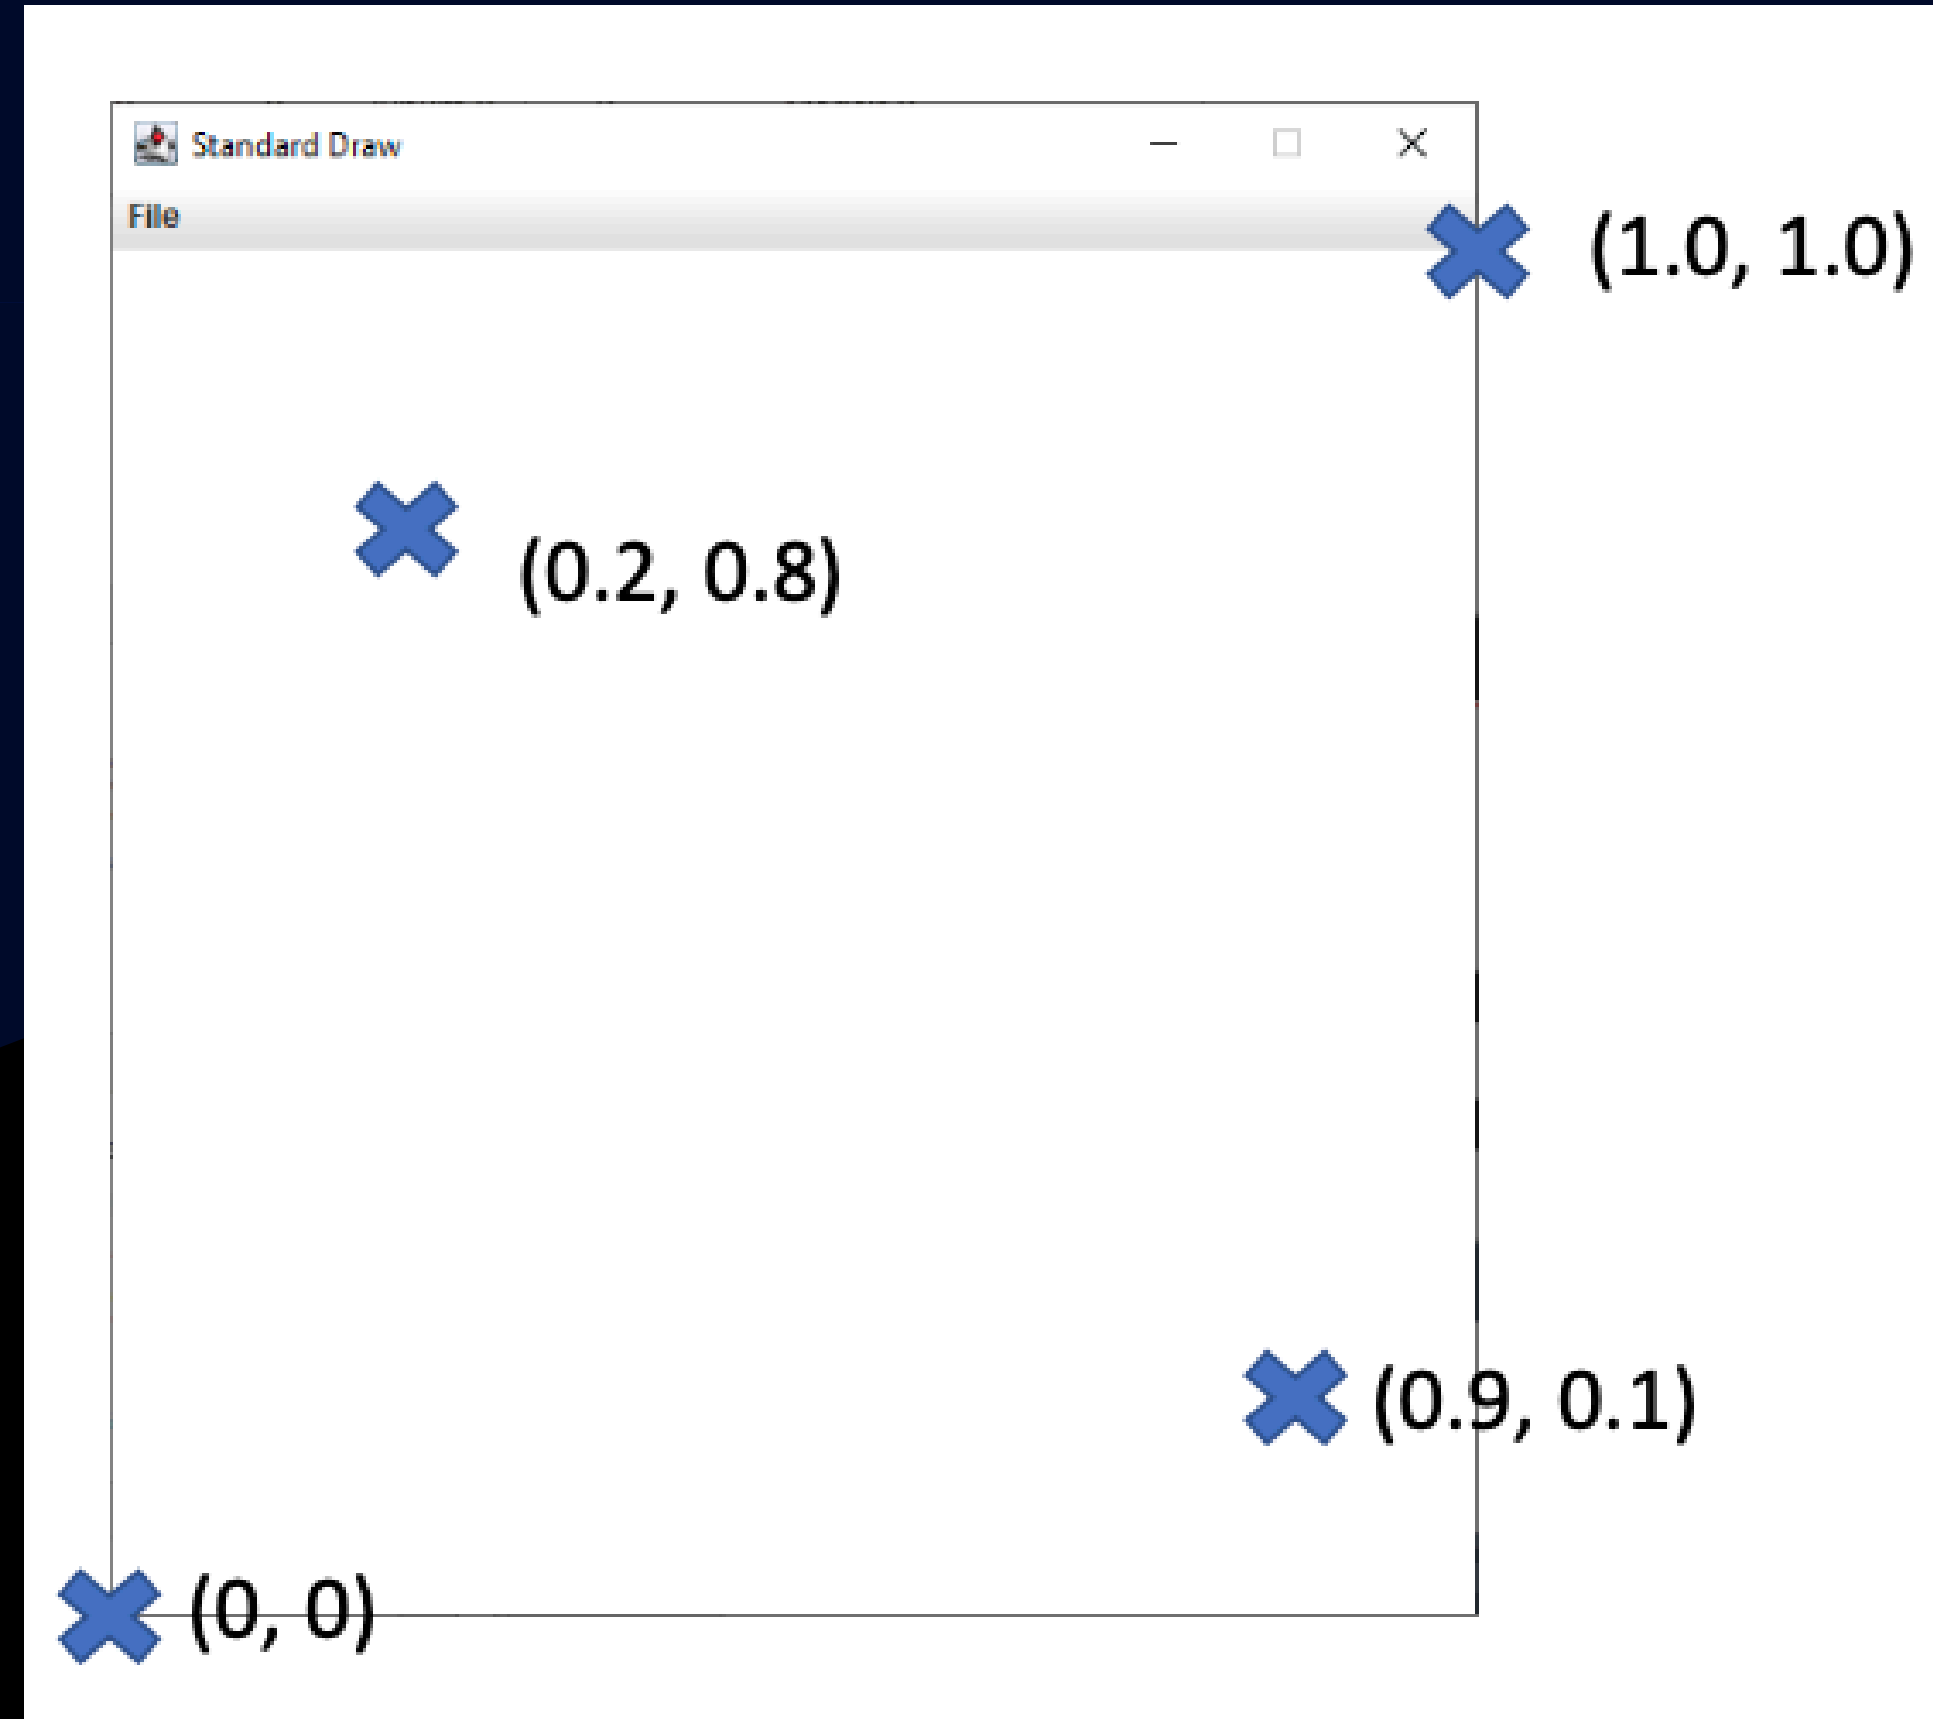 Standard Draw
File
(1.0, 1.0)
(0.2, 0.8)
(0.9, 0.1)
(0, 0)